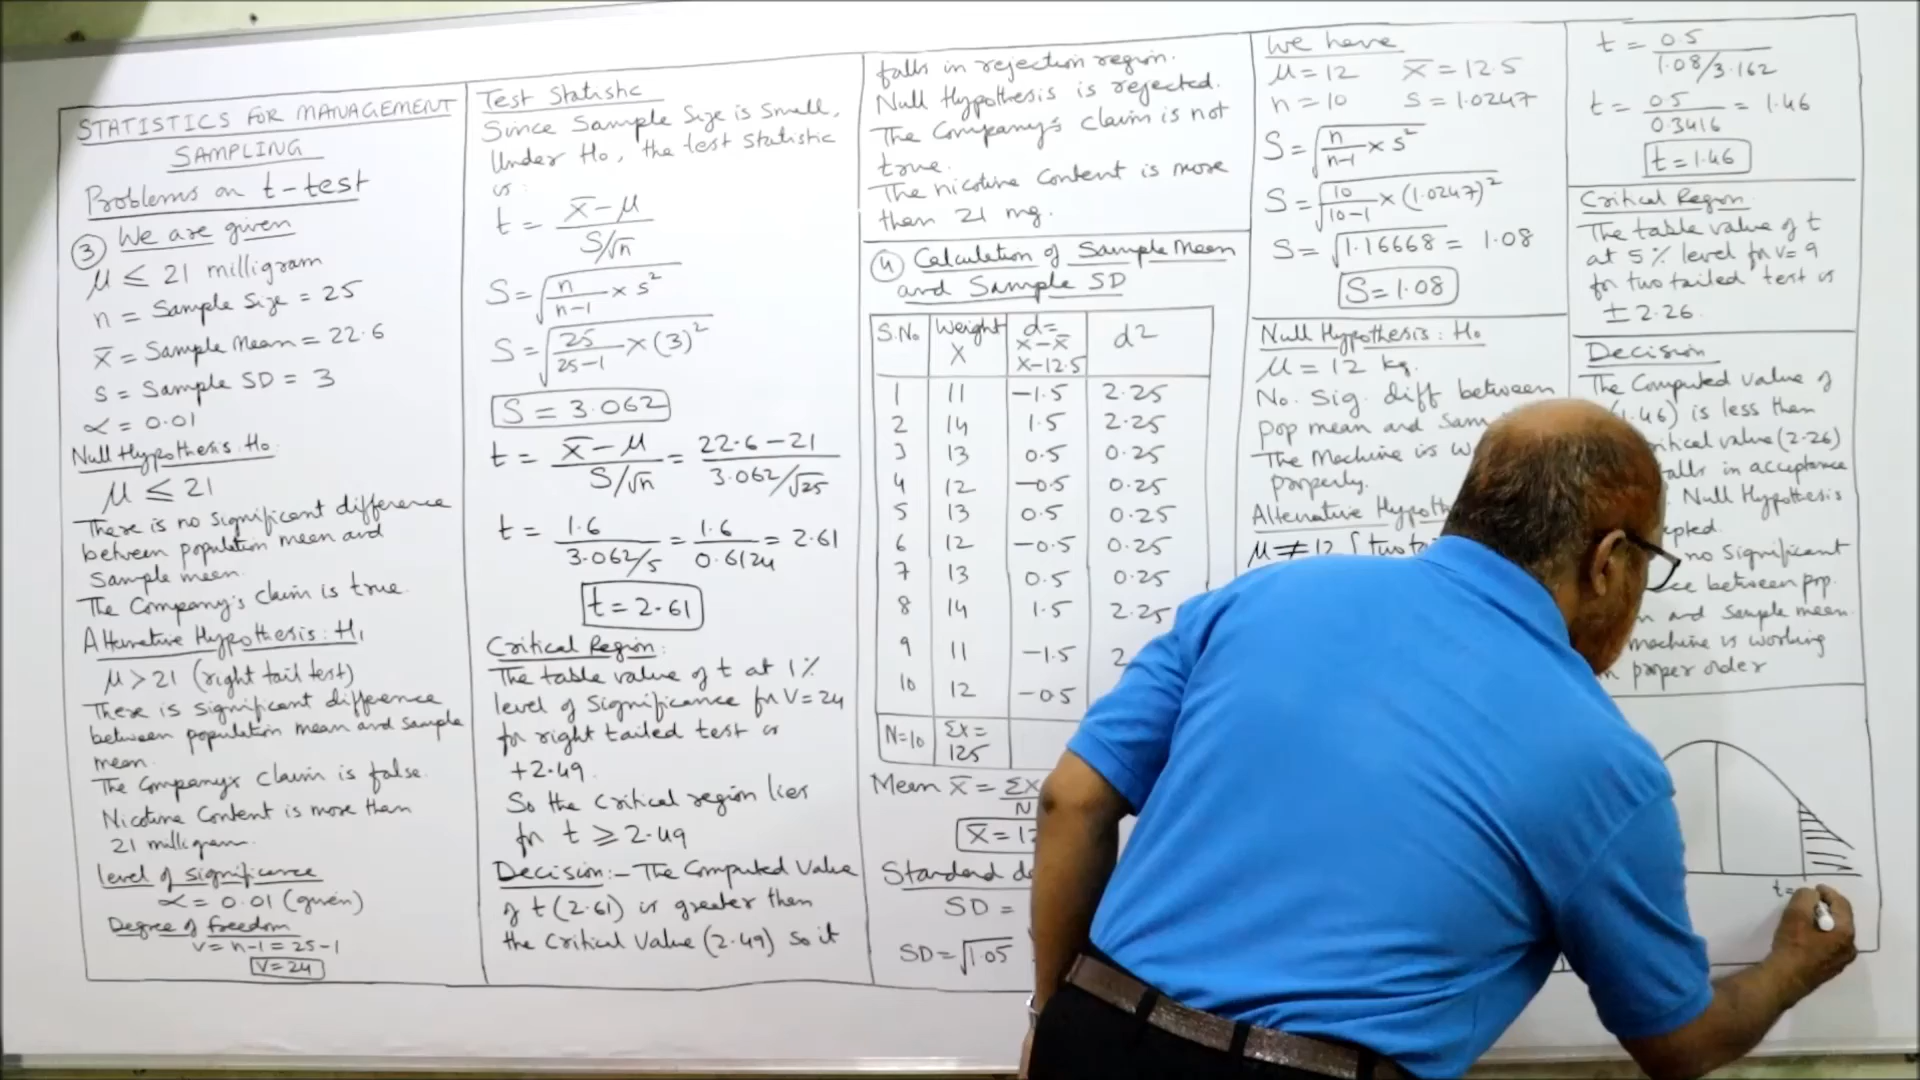 STATISTICS FOR MANAGEMENT
SAMPLING
Problems on t-test
③ We are given
μ ≤ 21 milligram
n = Sample Size = 25
x̄ = Sample Mean = 22.6
s = Sample SD = 3
α = 0.01
Null Hypothesis: H₀
μ ≤ 21
There is no significant difference
between population mean and
Sample mean.
The Company's claim is true.
Alternative Hypothesis: H₁
μ > 21 (right tail test)
There is significant difference
between population mean and sample
mean.
The Company's claim is false.
Nicotine Content is more than
21 milligram.
level of significance
α = 0.01 (given)
Degree of freedom
v = n-1 = 25-1
v = 24
Test Statistic
Since Sample Size is Small,
Under H₀, the test statistic
is:
t = x̄ - μ / S/√n
S = √(n/n-1 × s²)
S = √(25/25-1 × (3)²)
S = 3.062
t = x̄ - μ / S/√n = 22.6 - 21 / 3.062/√25
t = 1.6 / 3.062/5 = 1.6 / 0.6124 = 2.61
t = 2.61
Critical Region:
The table value of t at 1%
level of significance for v = 24
for right tailed test is
+2.49.
So the critical region lies
for t ≥ 2.49
Decision:- The Computed Value
of t (2.61) is greater than
the Critical Value (2.49) so it
falls in rejection region.
Null Hypothesis is rejected.
The Company's claim is not
true.
The nicotine content is more
than 21 mg.
④ Calculation of Sample Mean
and Sample SD
S.No Weight X d = x - x̄ x - 12.5 d2
1 11 -1.5 2.25
2 14 1.5 2.25
3 13 0.5 0.25
4 12 -0.5 0.25
5 13 0.5 0.25
6 12 -0.5 0.25
7 13 0.5 0.25
8 14 1.5 2.25
9 11 -1.5 2
10 12 -0.5
N=10 Σx = 125
Mean x̄ = Σx / N
x̄ = 12
Standard
SD =
SD = √1.05
We have
μ = 12 x̄ = 12.5
n = 10 s = 1.0247
S = √(n/n-1 × s²)
S = √(10/10-1 × (1.0247)²)
S = √1.16668 = 1.08
S = 1.08
Null Hypothesis: H₀
μ = 12 kg.
No. Sig. diff between
pop mean and
The Machine is
properly.
Alternative
μ ≠ 12
t = 0.5 / 1.08/3.162
t = 0.5 / 0.3416 = 1.46
t = 1.46
Critical Region
The table value of t
at 5% level for v = 9
for two tailed test is
± 2.26.
Decision
The Computed value of
1.46) is less than
value (2.26)
in acceptance
Null Hypothesis
no significant
between pop.
and sample mean.
machine is working
proper order
t=